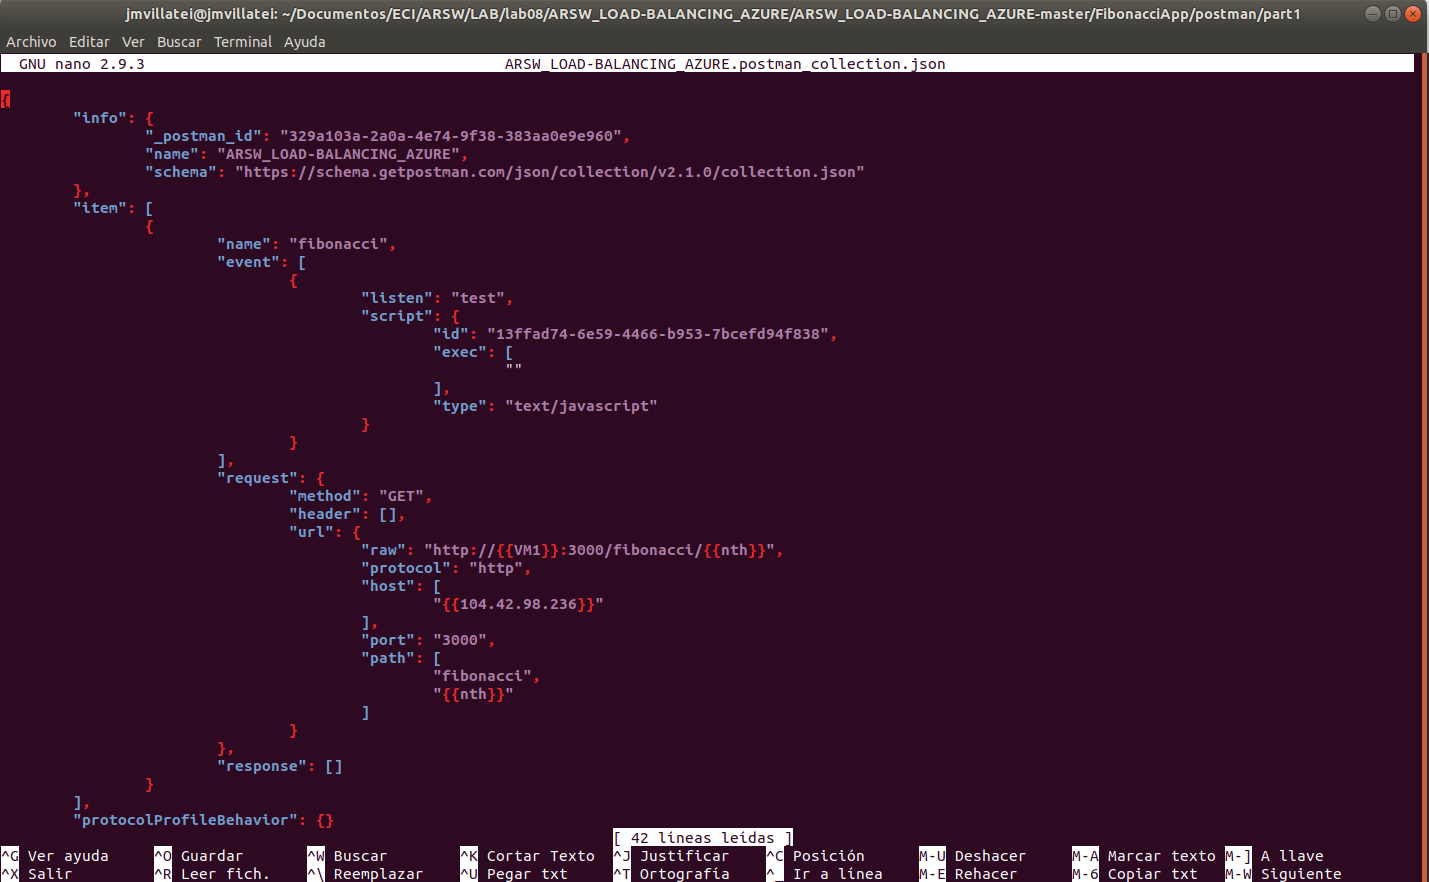 jmvillatei@jmvillatei: ~/Documentos/ECI/ARSW/LAB/lab08/ARSW_LOAD-BALANCING_AZURE/ARSW_LOAD-BALANCING_AZURE-master/FibonacciApp/postman/part1
Archivo Editar Ver Buscar Terminal Ayuda
GNU nano 2.9.3 ARSW_LOAD-BALANCING_AZURE.postman_collection.json
{
"info": {
"_postman_id": "329a103a-2a0a-4e74-9f38-383aa0e9e960",
"name": "ARSW_LOAD-BALANCING_AZURE",
"schema": "https://schema.getpostman.com/json/collection/v2.1.0/collection.json"
},
"item": [
{
"name": "fibonacci",
"event": [
{
"listen": "test",
"script": {
"id": "13ffad74-6e59-4466-b953-7bcefd94f838",
"exec": [
""
],
"type": "text/javascript"
}
}
],
"request": {
"method": "GET",
"header": [],
"url": {
"raw": "http://{{VM1}}:3000/fibonacci/{{nth}}",
"protocol": "http",
"host": [
"{{104.42.98.236}}"
],
"port": "3000",
"path": [
"fibonacci",
"{{nth}}"
]
}
},
"response": []
}
],
"protocolProfileBehavior": {}
[ 42 líneas leídas ]
^G Ver ayuda ^O Guardar ^W Buscar ^K Cortar Texto ^J Justificar ^C Posición M-U Deshacer M-A Marcar texto M-] A llave
^X Salir ^R Leer fich. ^\ Reemplazar ^U Pegar txt ^T Ortografía ^_ Ir a línea M-E Rehacer M-6 Copiar txt M-W Siguiente